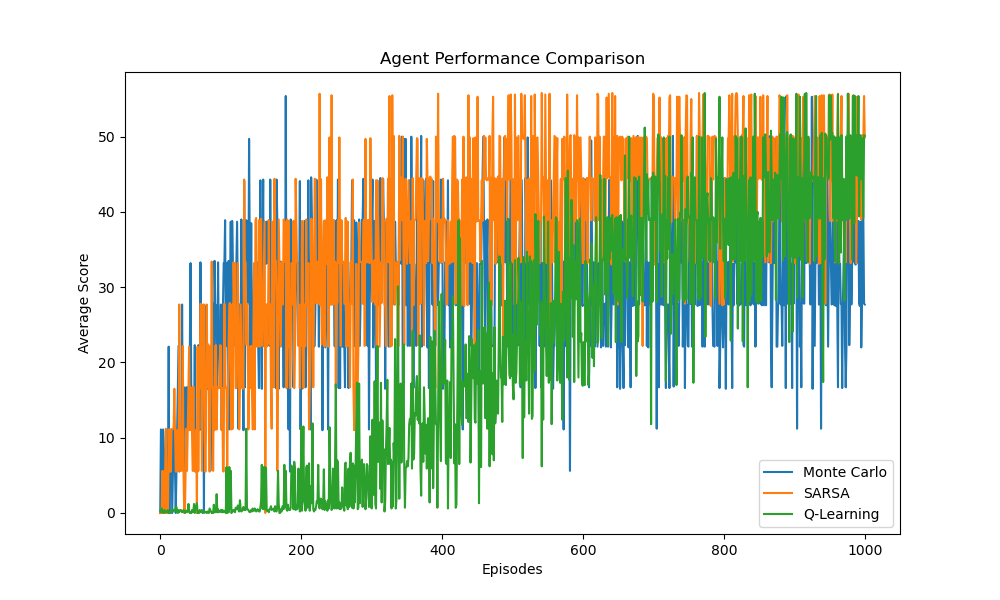 Agent Performance Comparison
Average Score
50
40
30
20
10
0
0 200 400 600 800 1000
Episodes
Monte Carlo
SARSA
Q-Learning